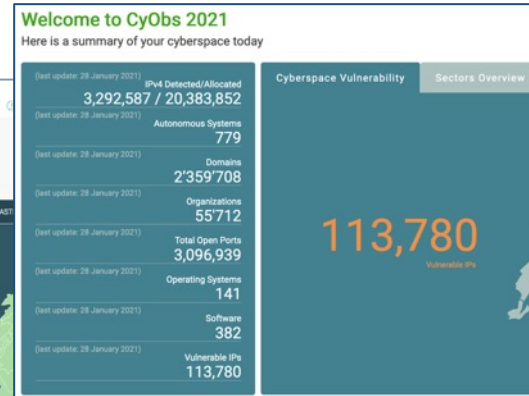 Welcome to CyObs 2021
Here is a summary of your cyberspace today
(last update: 28 January 2021)
IPv4 Detected/Allocated
3,292,587 / 20,383,852
(last update: 28 January 2021)
Autonomous Systems
779
(last update: 28 January 2021)
Domains
2'359'708
(last update: 28 January 2021)
Organizations
55'712
(last update: 28 January 2021)
Total Open Ports
3,096,939
(last update: 28 January 2021)
Operating Systems
141
(last update: 28 January 2021)
Software
382
(last update: 28 January 2021)
Vulnerable IPs
113,780
Cyberspace Vulnerability
Sectors Overview
113,780
Vulnerable IPs